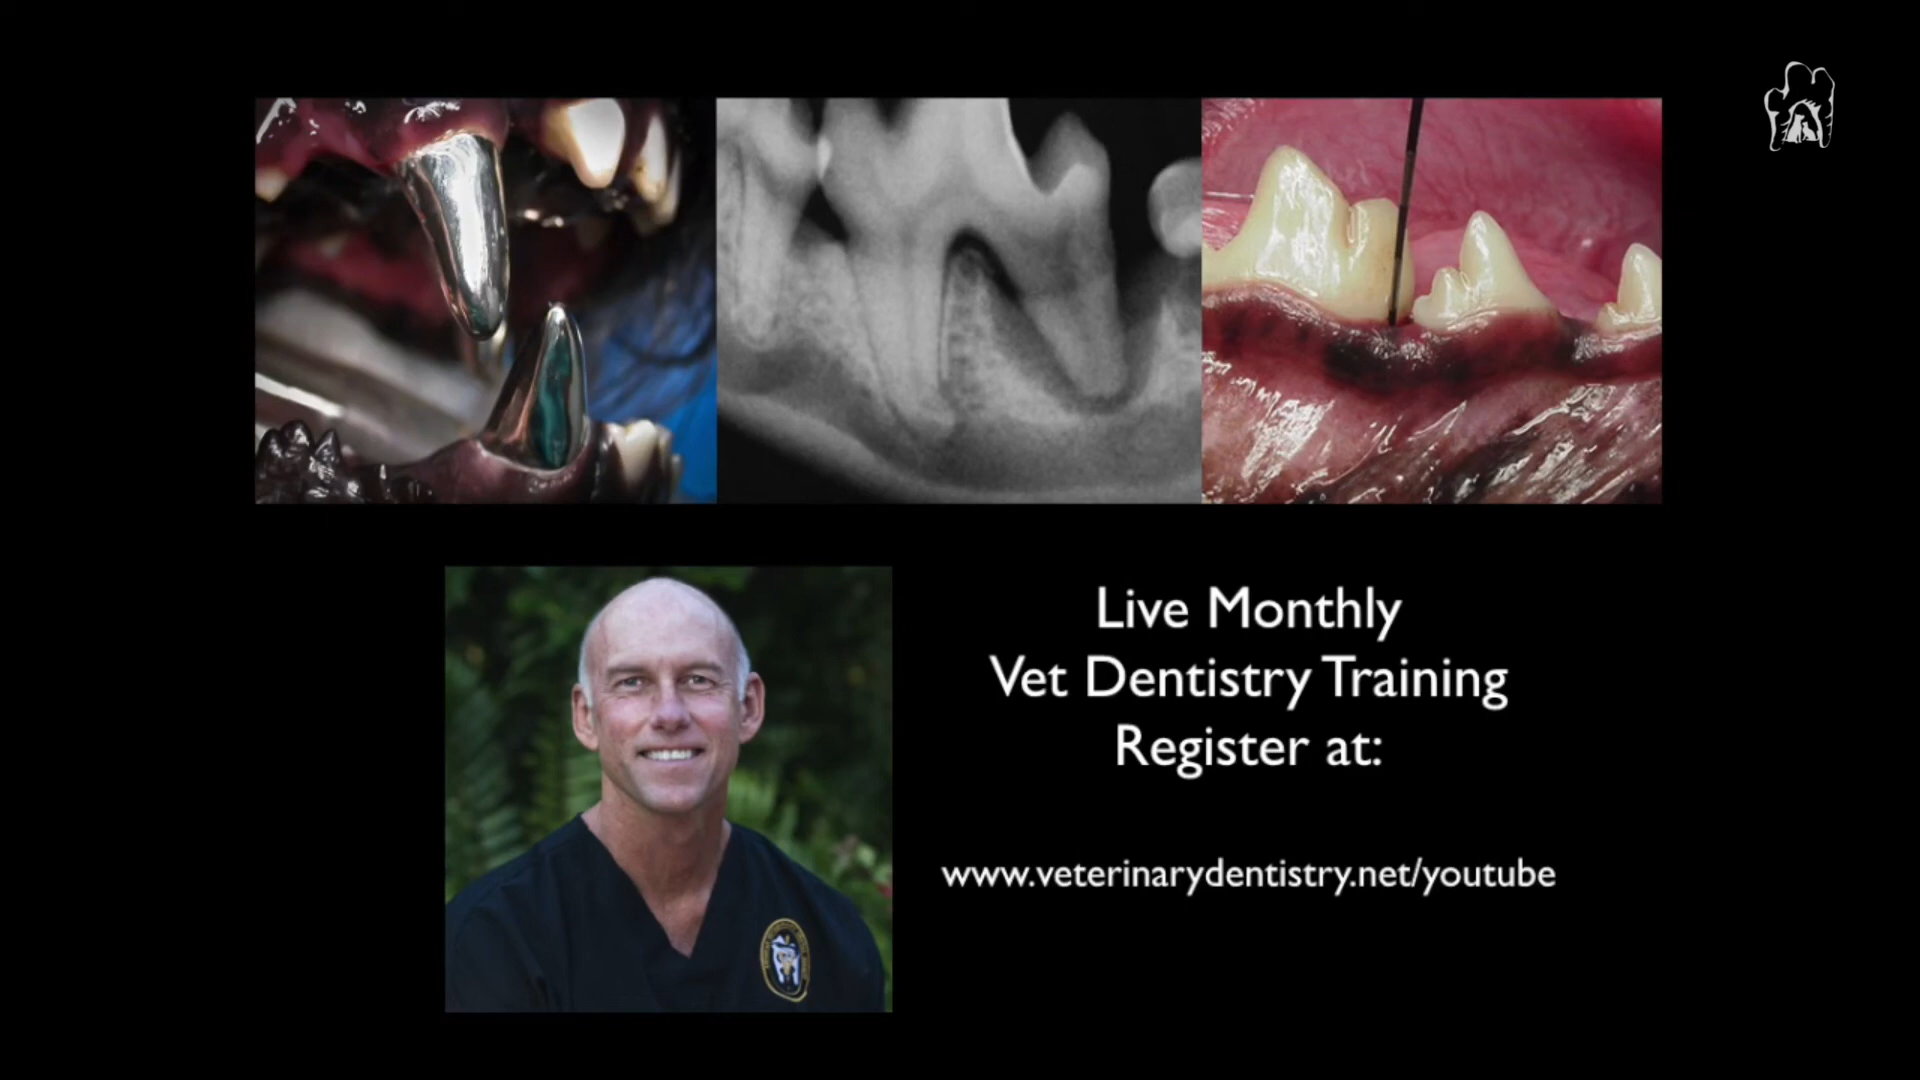 Live Monthly
Vet Dentistry Training
Register at:
www.veterinarydentistry.net/youtube